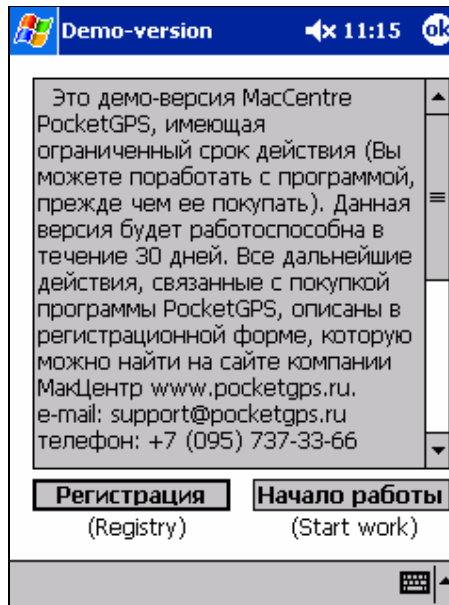 Demo-version 11:15 ok
Это демо-версия MacCentre
PocketGPS, имеющая
ограниченный срок действия (Вы
можете поработать с программой,
прежде чем ее покупать). Данная
версия будет работоспособна в
течение 30 дней. Все дальнейшие
действия, связанные с покупкой
программы PocketGPS, описаны в
регистрационной форме, которую
можно найти на сайте компании
МакЦентр www.pocketgps.ru.
e-mail: support@pocketgps.ru
телефон: +7 (095) 737-33-66
Регистрация Начало работы
(Registry) (Start work)